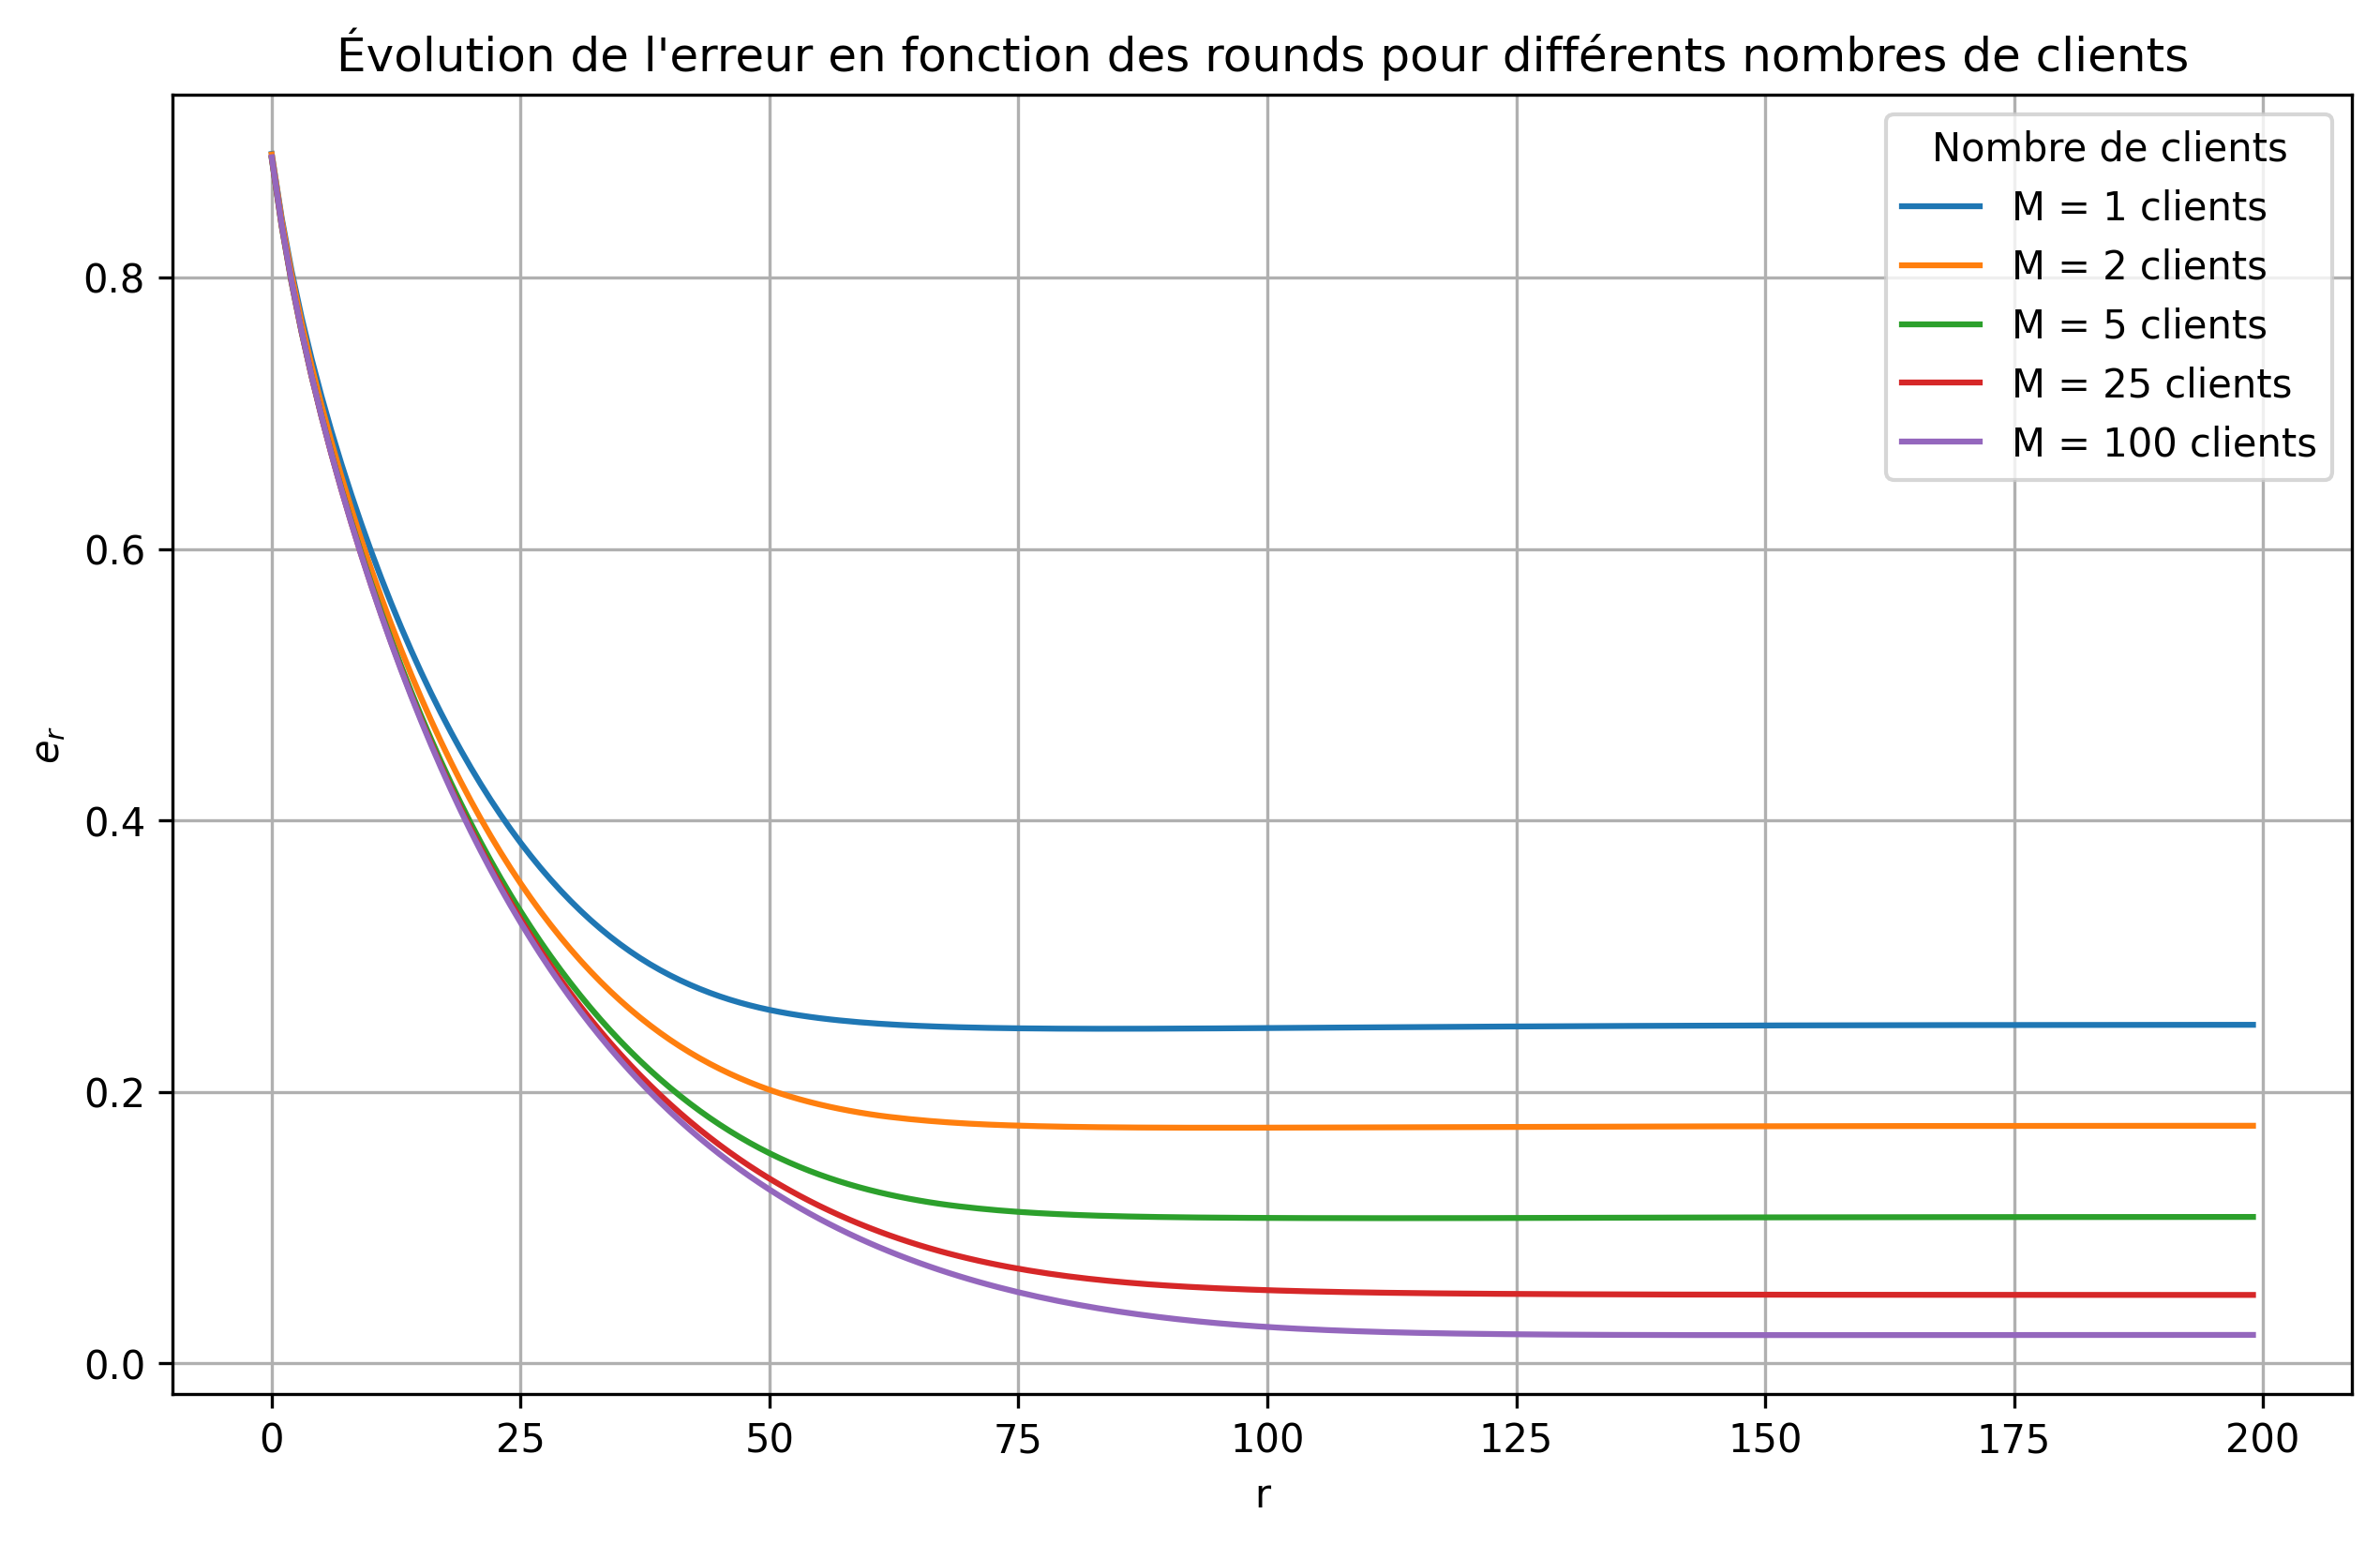 Évolution de l'erreur en fonction des rounds pour différents nombres de clients
Nombre de clients
M = 1 clients
M = 2 clients
M = 5 clients
M = 25 clients
M = 100 clients
0.8
0.6
0.4
0.2
0.0
e_r
0 25 50 75 100 125 150 175 200
r